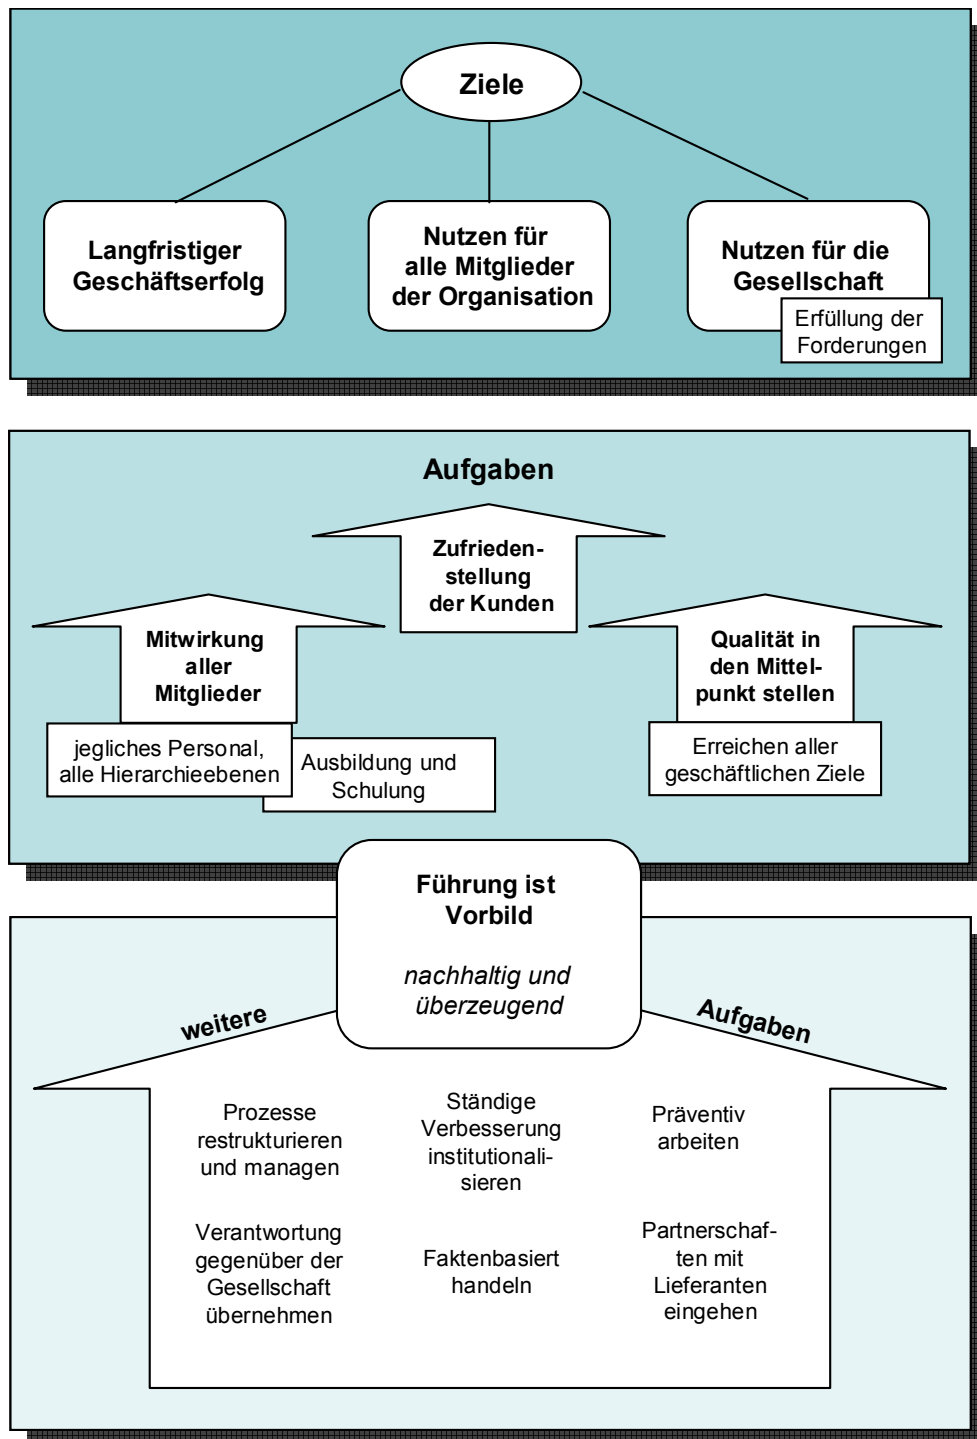 Ziele
Langfristiger
Geschäftserfolg
Nutzen für
alle Mitglieder
der Organisation
Nutzen für die
Gesellschaft
Erfüllung der
Forderungen
Aufgaben
Zufrieden-
stellung
der Kunden
Mitwirkung
aller
Mitglieder
jegliches Personal,
alle Hierarchieebenen
Ausbildung und
Schulung
Qualität in
den Mittel-
punkt stellen
Erreichen aller
geschäftlichen Ziele
Führung ist
Vorbild
nachhaltig und
überzeugend
weitere
Aufgaben
Prozesse
restrukturieren
und managen
Ständige
Verbesserung
institutionali-
sieren
Präventiv
arbeiten
Verantwortung
gegenüber der
Gesellschaft
übernehmen
Faktenbasiert
handeln
Partnerschaf-
ten mit
Lieferanten
eingehen